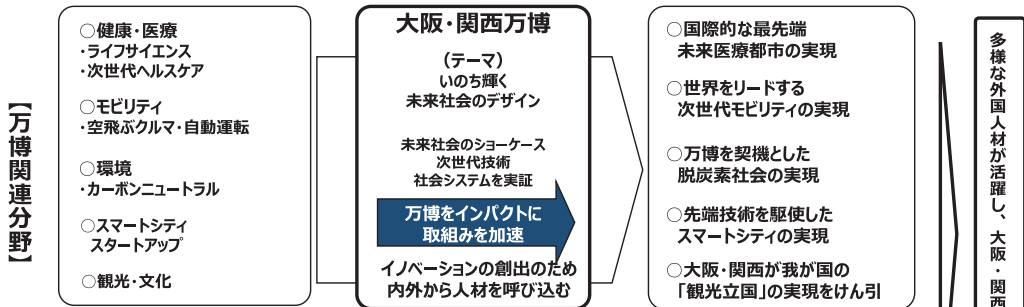 【万博関連分野】
○健康・医療
・ライフサイエンス
・次世代ヘルスケア
○モビリティ
・空飛ぶクルマ・自動運転
○環境
・カーボンニュートラル
○スマートシティ
スタートアップ
○観光・文化
大阪・関西万博
(テーマ)
いのち輝く
未来社会のデザイン
未来社会のショーケース
次世代技術
社会システムを実証
万博をインパクトに
取組みを加速
イノベーションの創出のため
内外から人材を呼び込む
○国際的な最先端
未来医療都市の実現
○世界をリードする
次世代モビリティの実現
○万博を契機とした
脱炭素社会の実現
○先端技術を駆使した
スマートシティの実現
○大阪・関西が我が国の
「観光立国」の実現をけん引
多様な外国人材が活躍し、大阪・関西